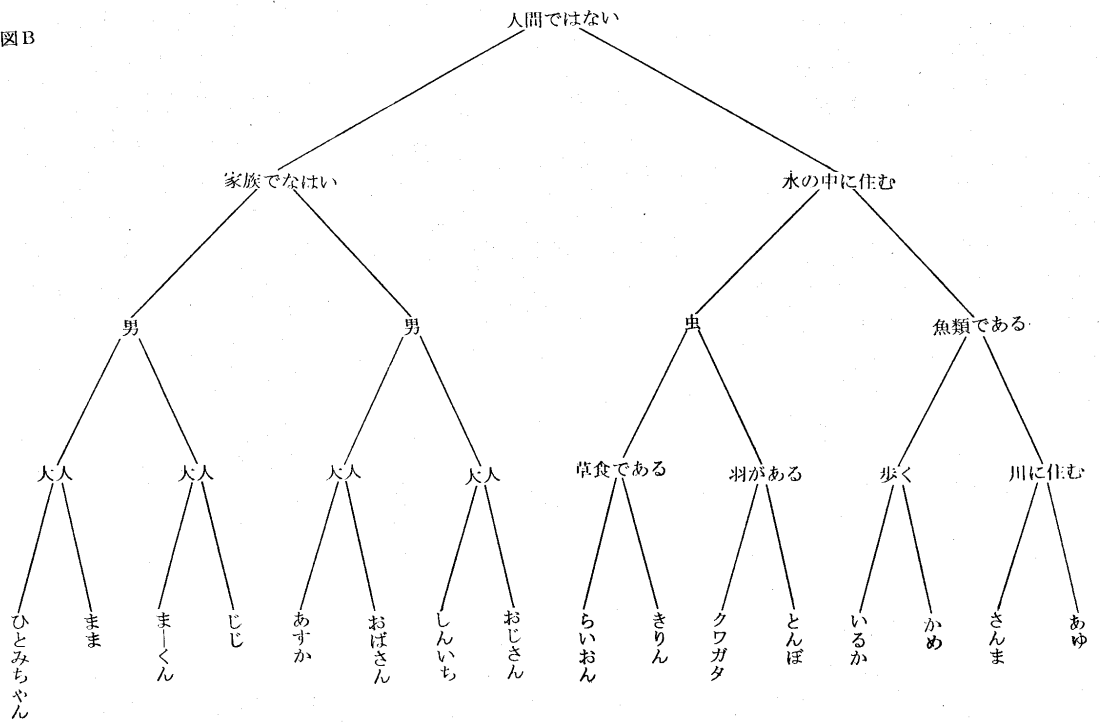 人間ではない
図B
家族でなはい
水の中に住む
男
男
虫
魚類である
大人
大人
大人
大人
草食である
羽がある
歩く
川に住む
ひとみちゃん
まま
まーくん
じじ
あすか
おばさん
しんいち
おじさん
らいおん
きりん
クワガタ
とんぼ
いるか
かめ
さんま
あゆ